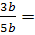 3b/5b =